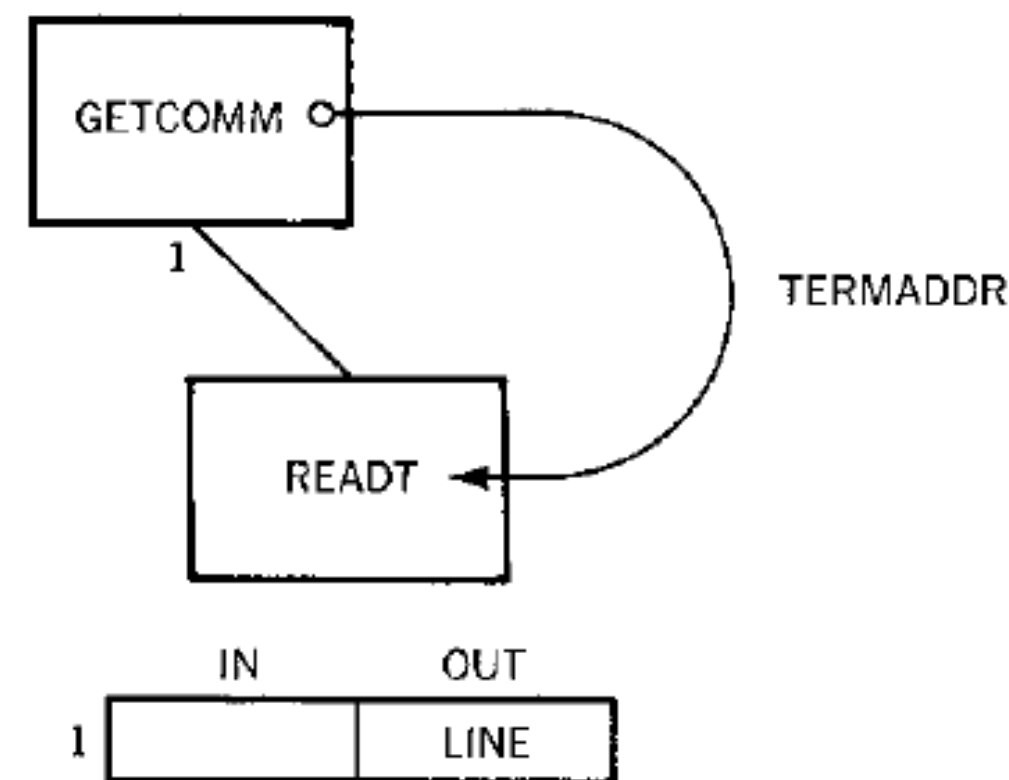 GETCOMM
1
TERMADDR
READT
IN OUT
1 LINE